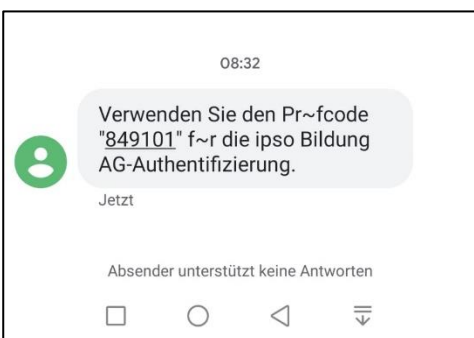 08:32
Verwenden Sie den Pr~fcode
"849101" f~r die ipso Bildung
AG-Authentifizierung.
Jetzt
Absender unterstützt keine Antworten